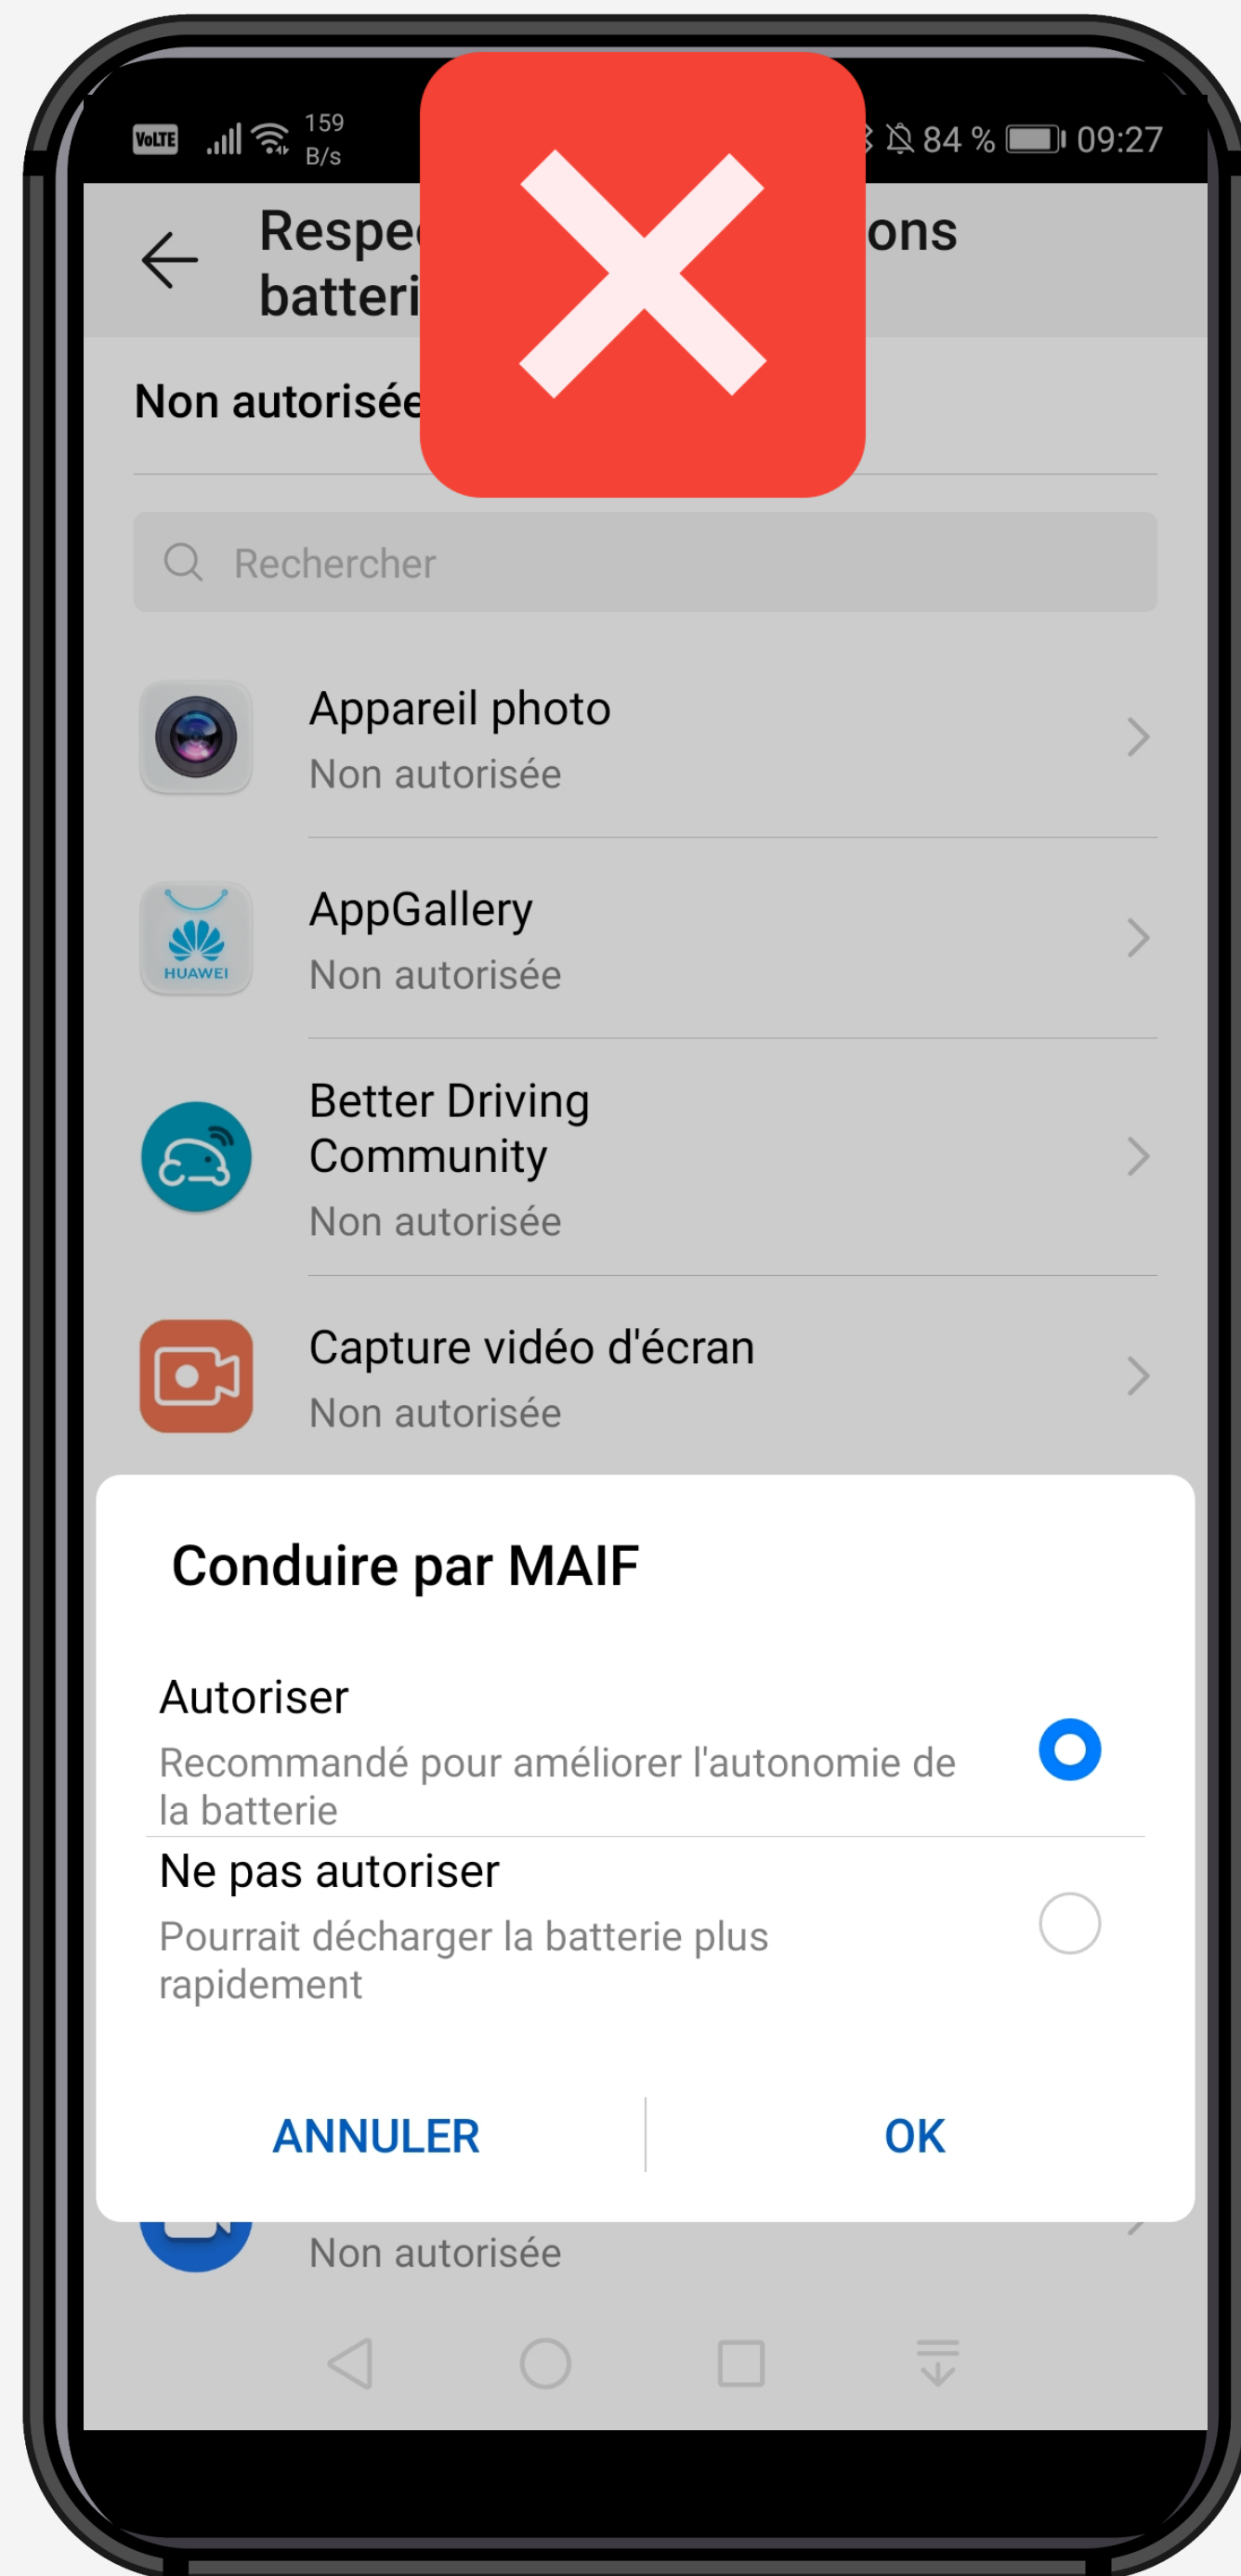 VoLTE 159 B/s 84 % 09:27
ons
Non autorisée
Rechercher
Appareil photo
Non autorisée
AppGallery
HUAWEI
Non autorisée
Better Driving
Community
Non autorisée
Capture vidéo d'écran
Non autorisée
Conduire par MAIF
Autoriser
Recommandé pour améliorer l'autonomie de
la batterie
Ne pas autoriser
Pourrait décharger la batterie plus
rapidement
ANNULER
OK
Non autorisée